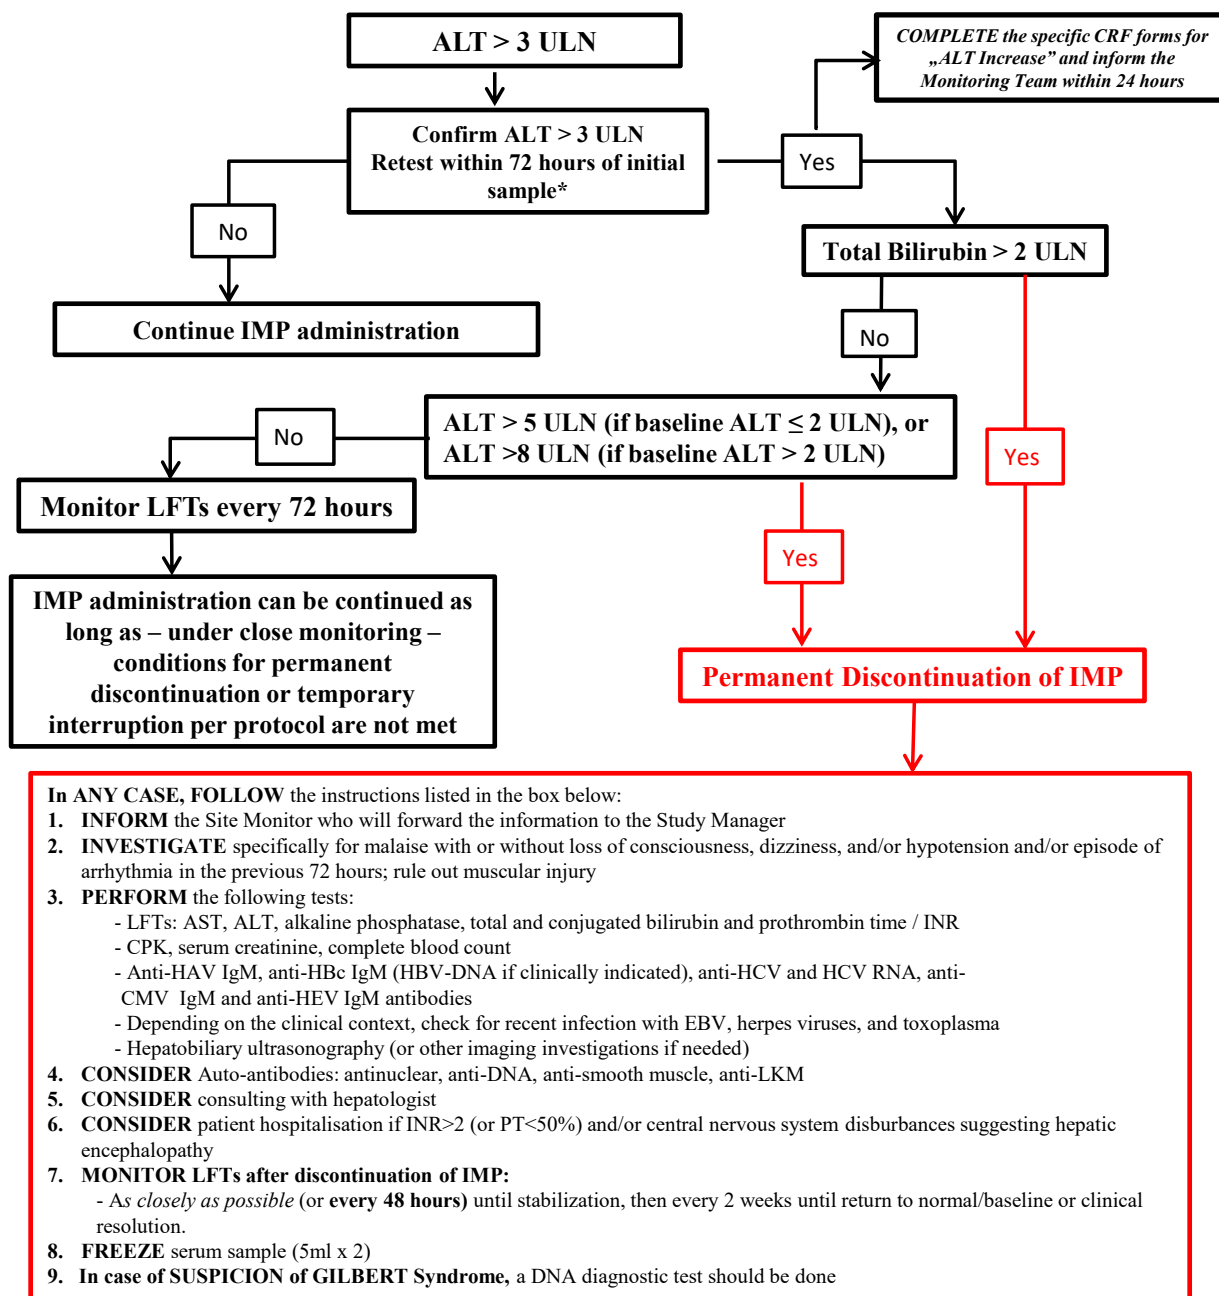 ALT > 3 ULN
COMPLETE the specific CRF forms for
„ALT Increase” and inform the
Monitoring Team within 24 hours
Confirm ALT > 3 ULN
Retest within 72 hours of initial
sample*
Yes
No
Total Bilirubin > 2 ULN
Continue IMP administration
No
ALT > 5 ULN (if baseline ALT ≤ 2 ULN), or
ALT >8 ULN (if baseline ALT > 2 ULN)
No
Yes
Monitor LFTs every 72 hours
Yes
IMP administration can be continued as
long as – under close monitoring –
conditions for permanent
discontinuation or temporary
interruption per protocol are not met
Permanent Discontinuation of IMP
In ANY CASE, FOLLOW the instructions listed in the box below:
1. INFORM the Site Monitor who will forward the information to the Study Manager
2. INVESTIGATE specifically for malaise with or without loss of consciousness, dizziness, and/or hypotension and/or episode of
arrhythmia in the previous 72 hours; rule out muscular injury
3. PERFORM the following tests:
- LFTs: AST, ALT, alkaline phosphatase, total and conjugated bilirubin and prothrombin time / INR
- CPK, serum creatinine, complete blood count
- Anti-HAV IgM, anti-HBc IgM (HBV-DNA if clinically indicated), anti-HCV and HCV RNA, anti-
CMV IgM and anti-HEV IgM antibodies
- Depending on the clinical context, check for recent infection with EBV, herpes viruses, and toxoplasma
- Hepatobiliary ultrasonography (or other imaging investigations if needed)
4. CONSIDER Auto-antibodies: antinuclear, anti-DNA, anti-smooth muscle, anti-LKM
5. CONSIDER consulting with hepatologist
6. CONSIDER patient hospitalisation if INR>2 (or PT<50%) and/or central nervous system disturbances suggesting hepatic
encephalopathy
7. MONITOR LFTs after discontinuation of IMP:
- As closely as possible (or every 48 hours) until stabilization, then every 2 weeks until return to normal/baseline or clinical
resolution.
8. FREEZE serum sample (5ml x 2)
9. In case of SUSPICION of GILBERT Syndrome, a DNA diagnostic test should be done